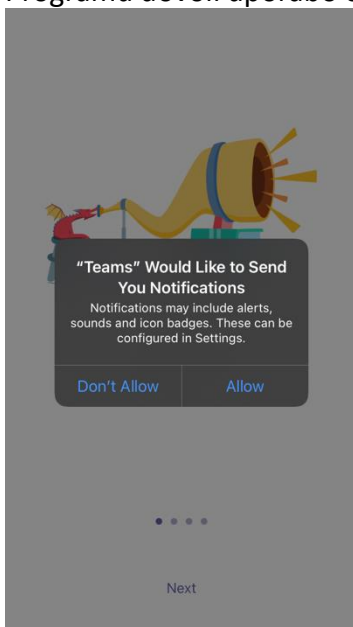 “Teams” Would Like to Send
You Notifications
Notifications may include alerts,
sounds and icon badges. These can be
configured in Settings.
Don’t Allow
Allow
Next